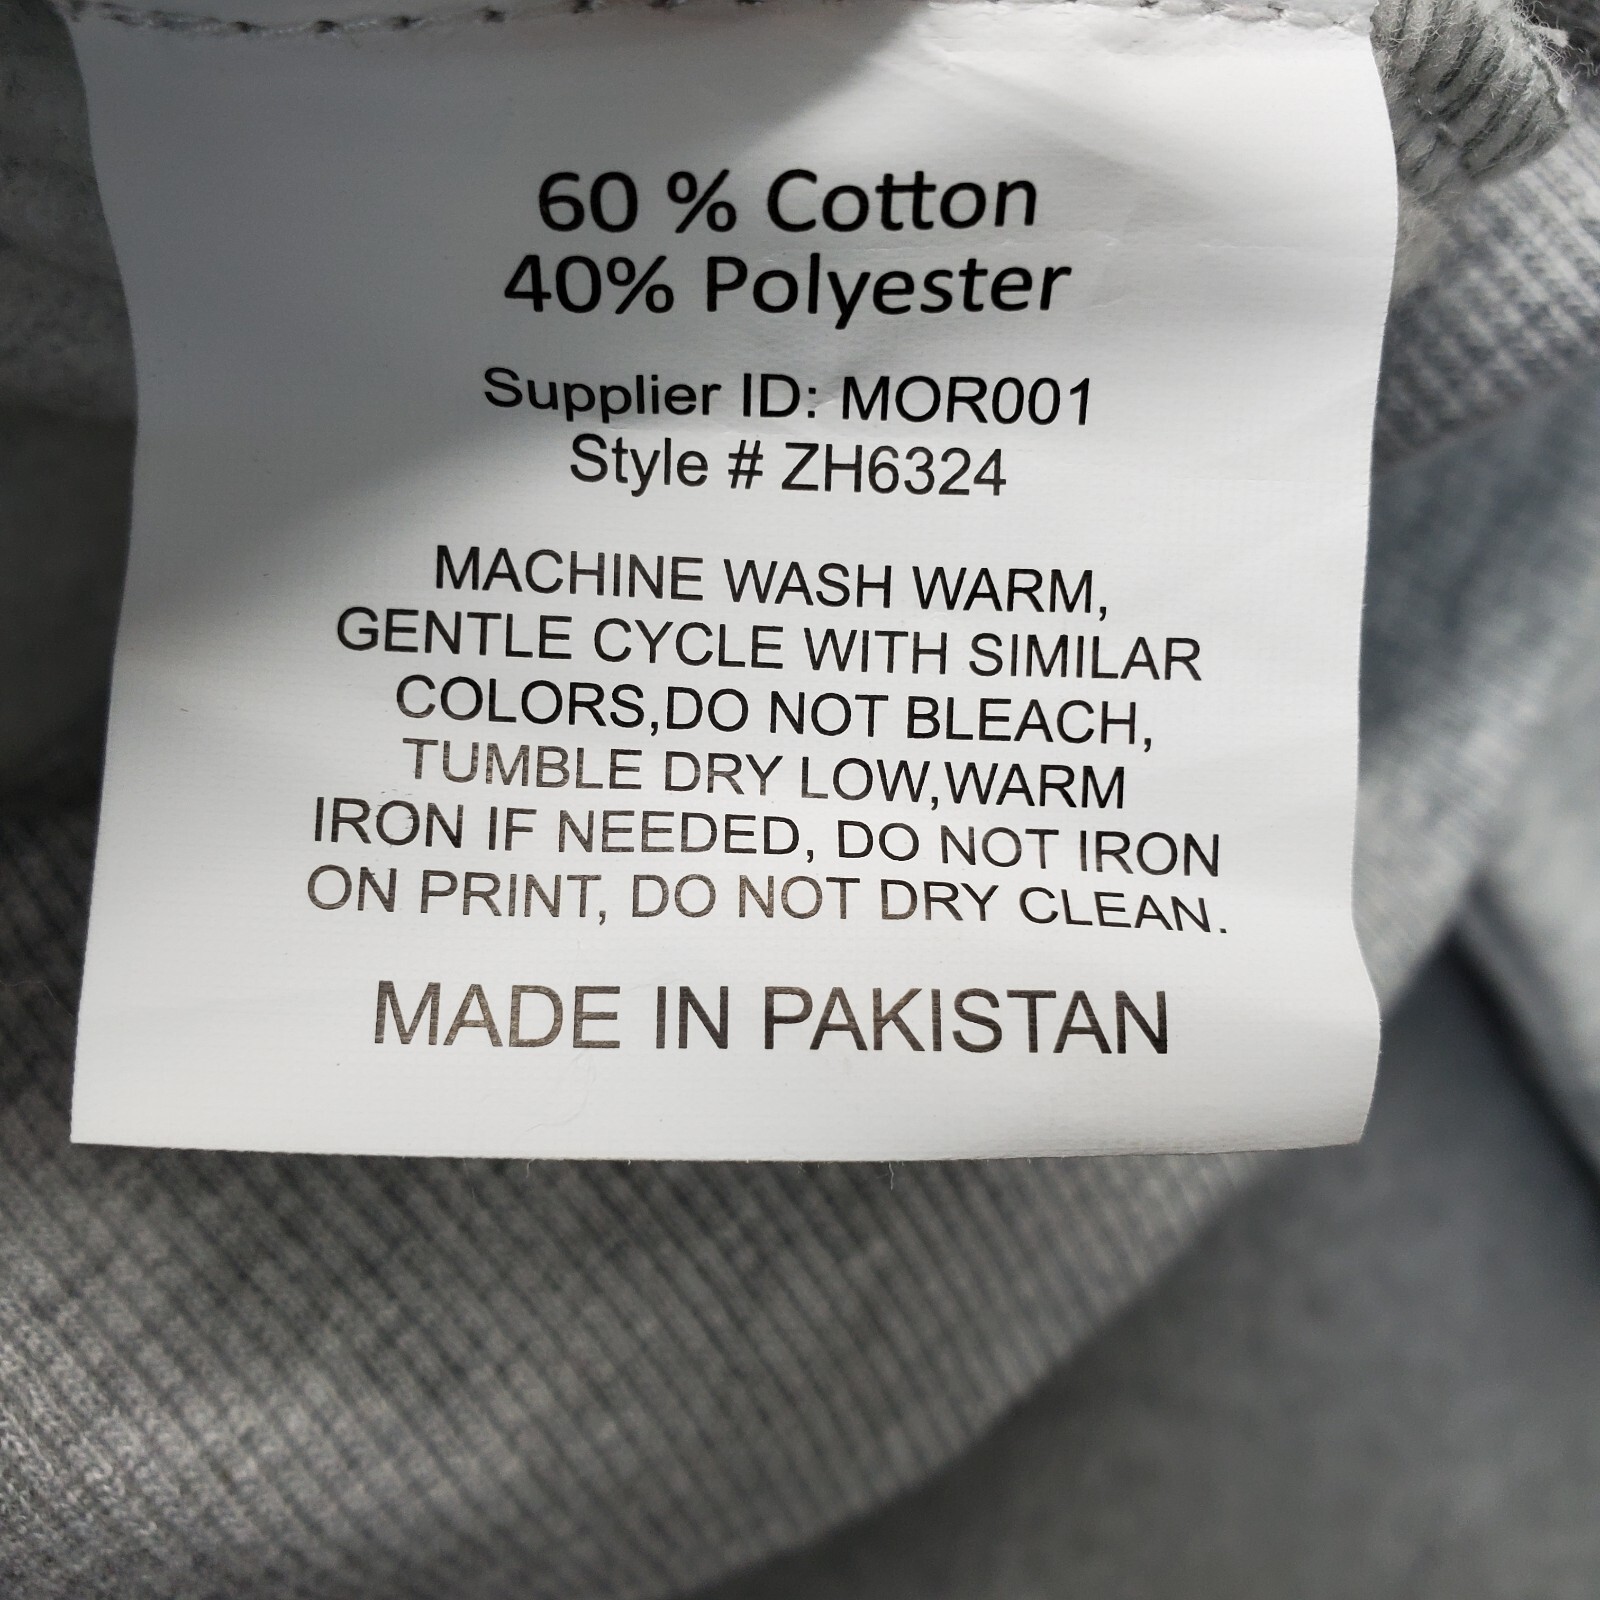 60 % Cotton
40% Polyester
Supplier ID: MOR001
Style # ZH6324
MACHINE WASH WARM,
GENTLE CYCLE WITH SIMILAR
COLORS,DO NOT BLEACH,
TUMBLE DRY LOW,WARM
IRON IF NEEDED, DO NOT IRON
ON PRINT, DO NOT DRY CLEAN.
MADE IN PAKISTAN